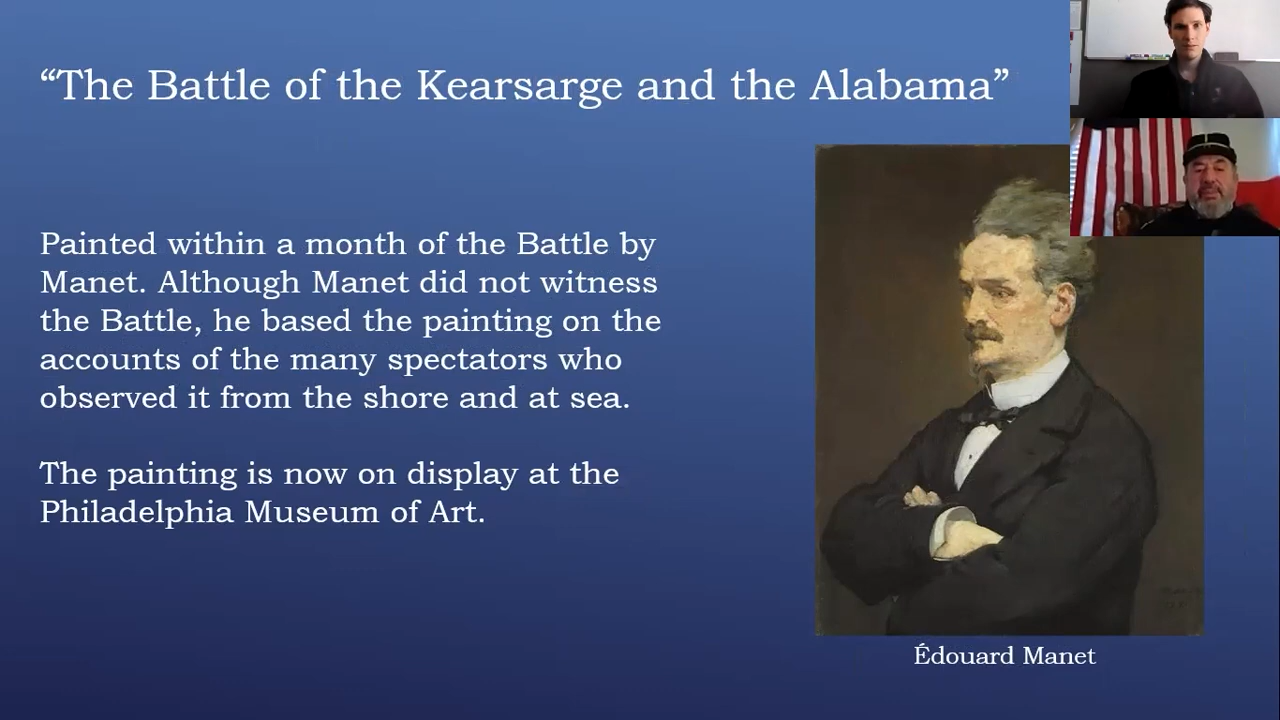 “The Battle of the Kearsarge and the Alabama”
Painted within a month of the Battle by
Manet. Although Manet did not witness
the Battle, he based the painting on the
accounts of the many spectators who
observed it from the shore and at sea.
The painting is now on display at the
Philadelphia Museum of Art.
Édouard Manet